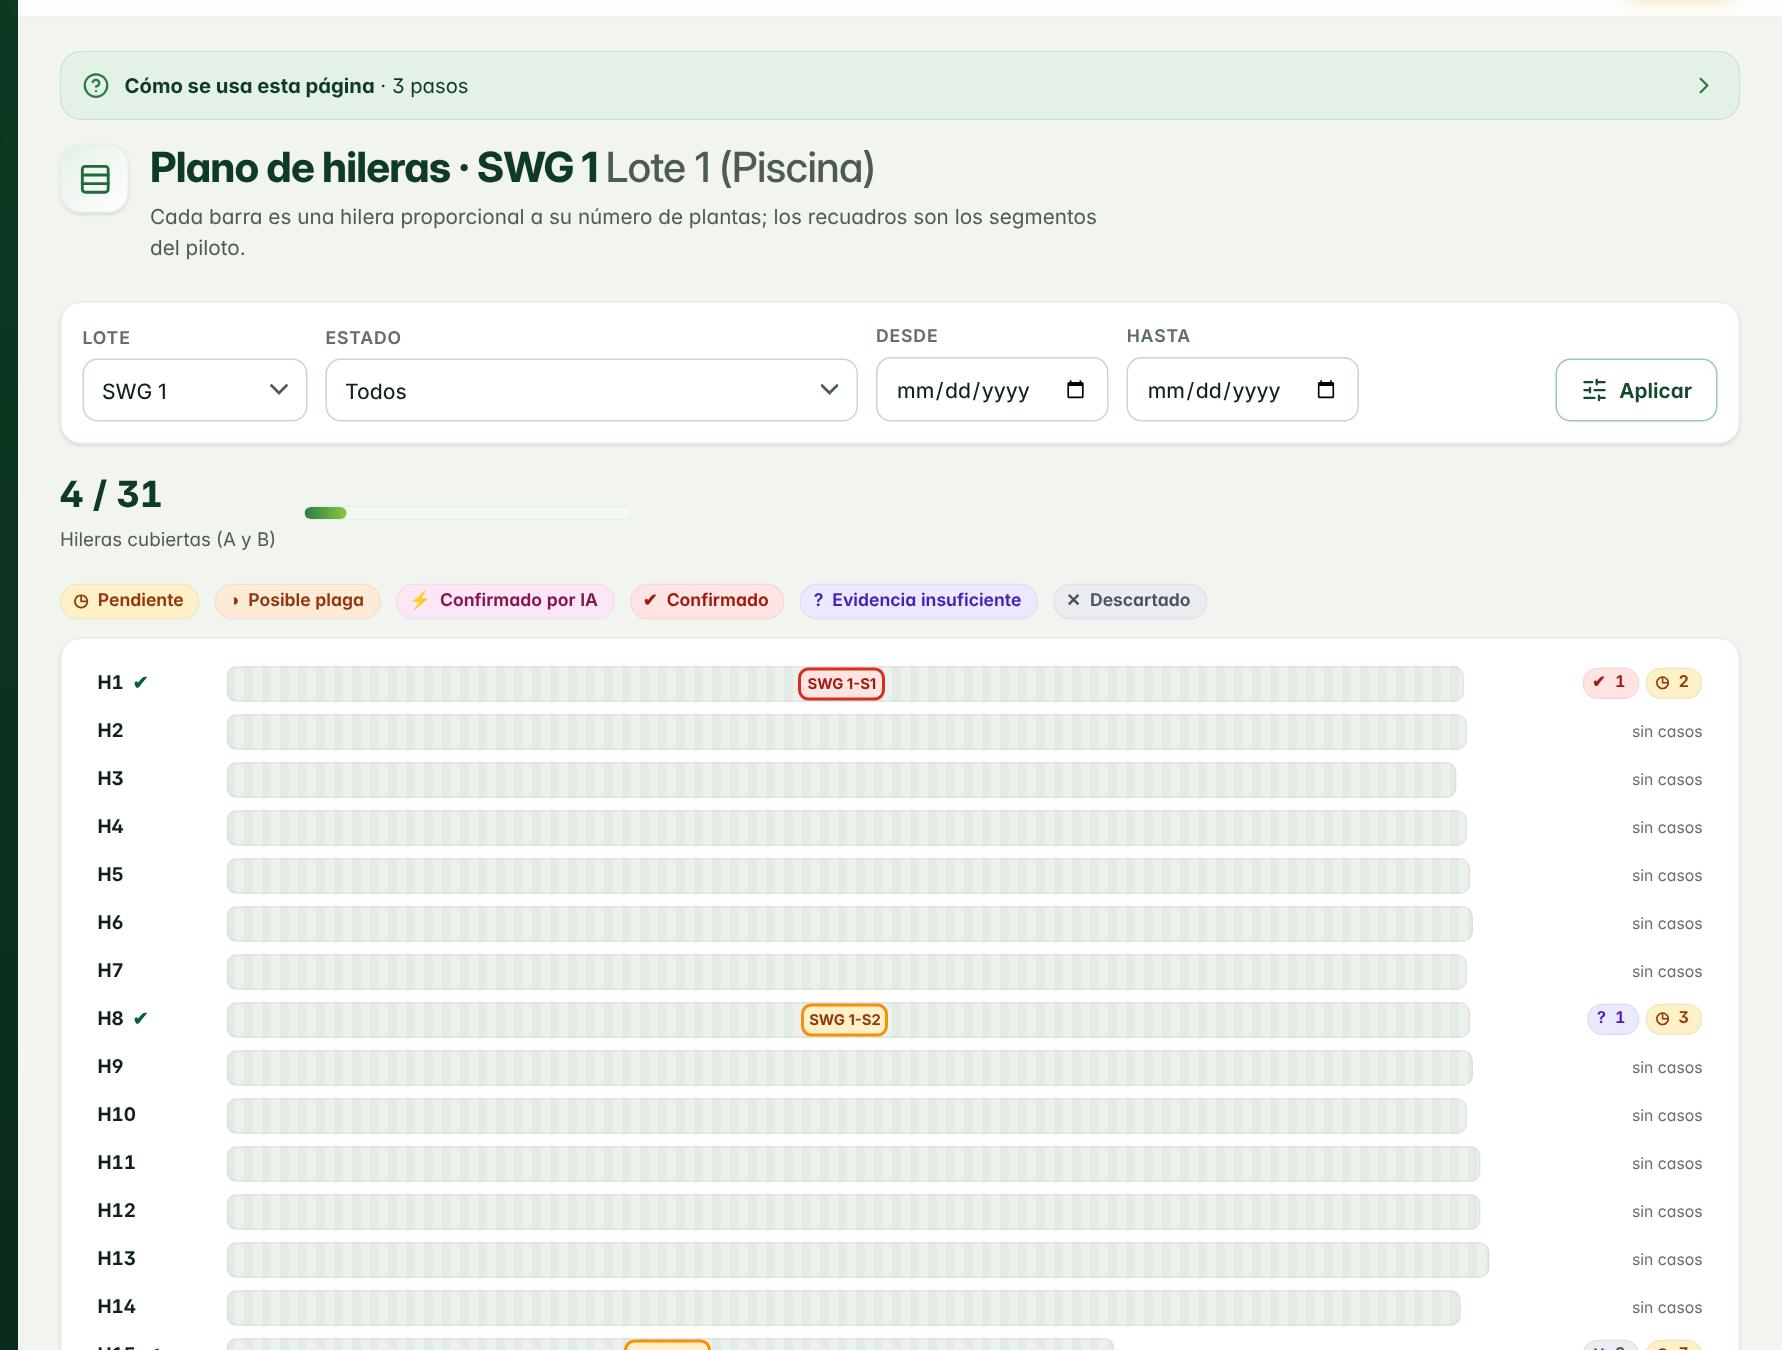 Cómo se usa esta página · 3 pasos
Plano de hileras · SWG 1 Lote 1 (Piscina)
Cada barra es una hilera proporcional a su número de plantas; los recuadros son los segmentos
del piloto.
LOTE
ESTADO
DESDE
HASTA
SWG 1
Todos
mm/dd/yyyy
mm/dd/yyyy
Aplicar
4 / 31
Hileras cubiertas (A y B)
Pendiente
Posible plaga
Confirmado por IA
✔ Confirmado
? Evidencia insuficiente
✕ Descartado
H1 ✔ SWG 1-S1 ✔ 1 2
H2 sin casos
H3 sin casos
H4 sin casos
H5 sin casos
H6 sin casos
H7 sin casos
H8 ✔ SWG 1-S2 ? 1 3
H9 sin casos
H10 sin casos
H11 sin casos
H12 sin casos
H13 sin casos
H14 sin casos